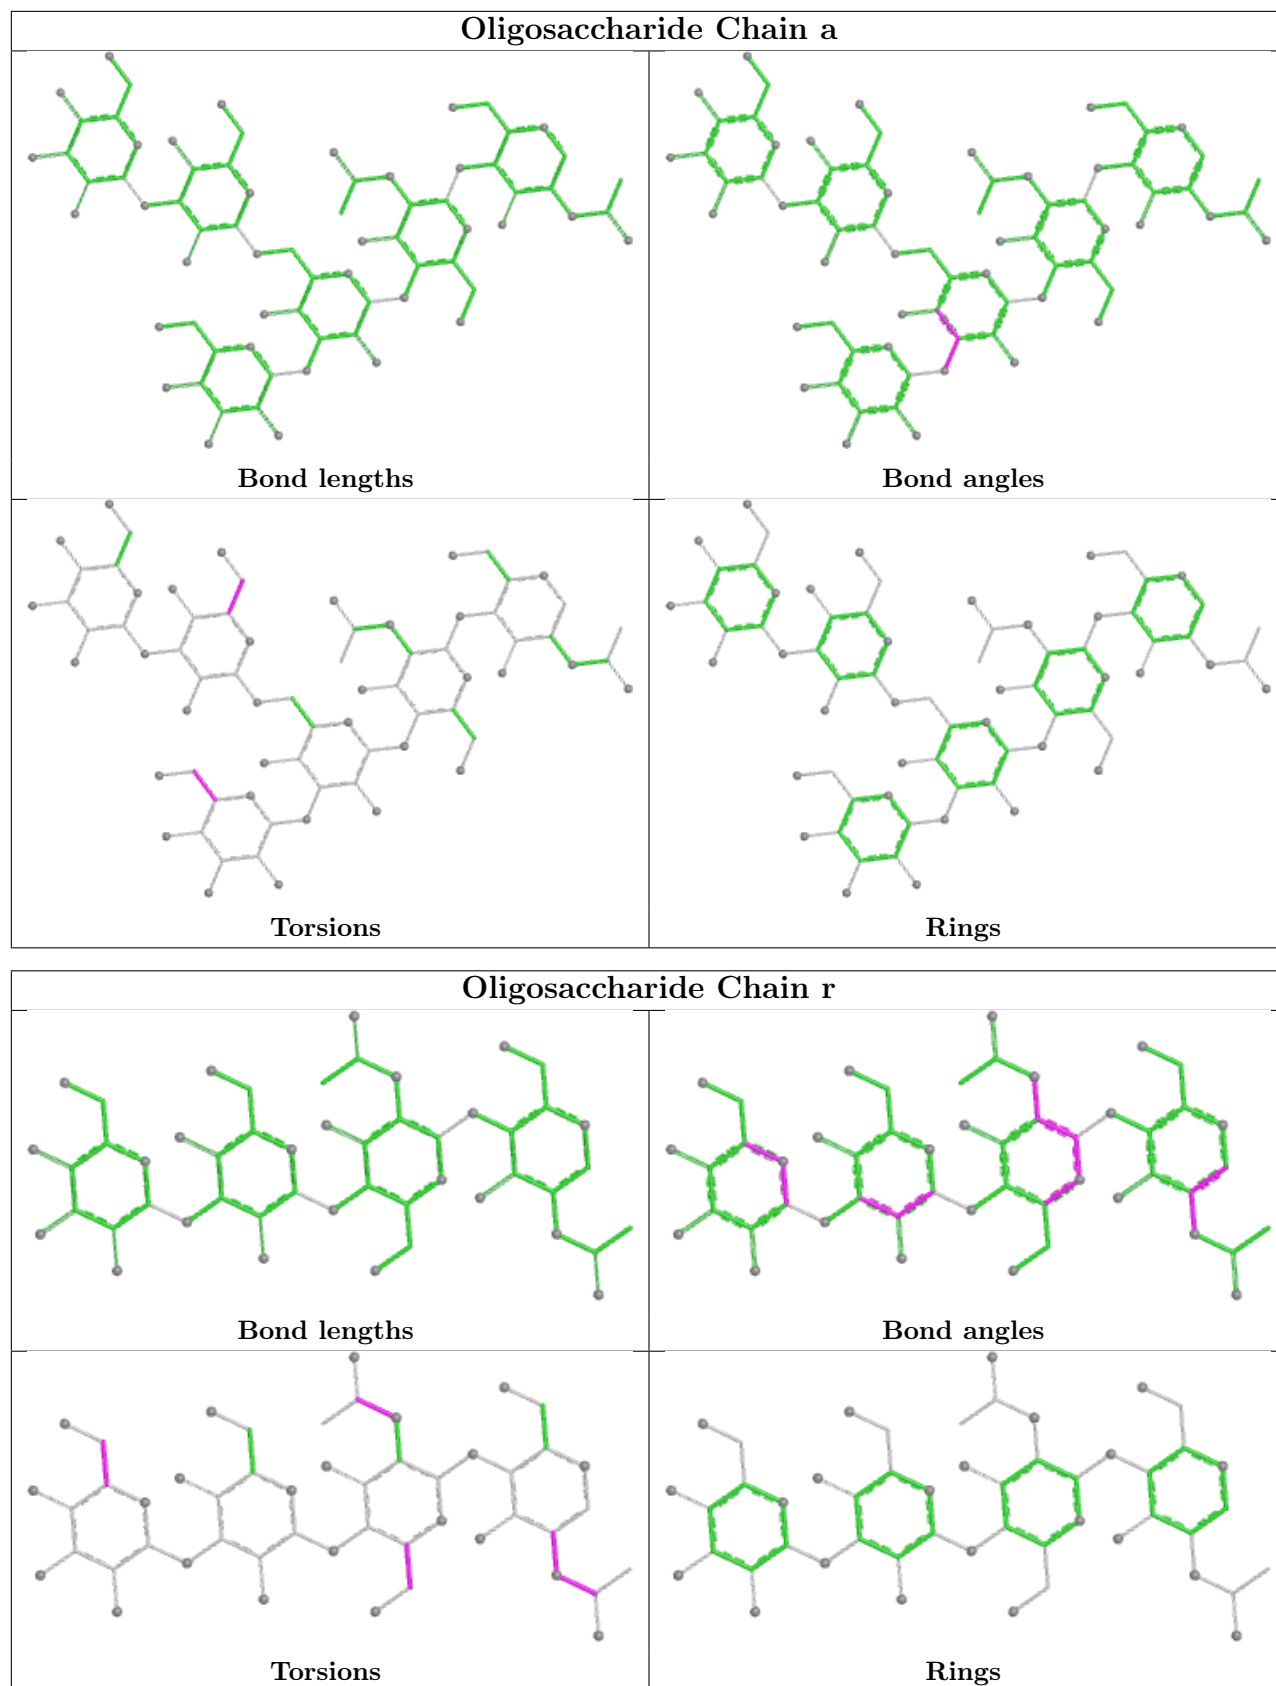 Oligosaccharide Chain a
Bond lengths
Bond angles
Torsions
Rings
Oligosaccharide Chain r
Bond lengths
Bond angles
Torsions
Rings